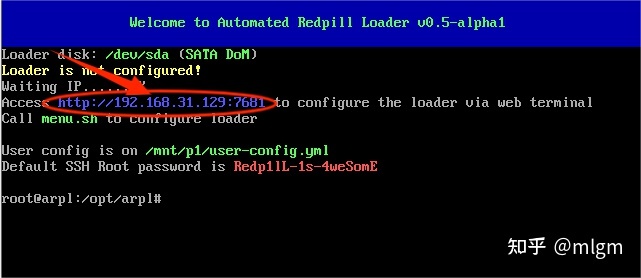 Welcome to Automated Redpill Loader v0.5-alpha1
Loader disk: /dev/sda (SATA DoM)
Loader is not configured!
Waiting IP......
Access http://192.168.31.129:7681 to configure the loader via web terminal
Call menu.sh to configure loader
User config is on /mnt/p1/user-config.yml
Default SSH Root password is Redp1lL-1s-4weSomE
root@arpl:/opt/arpl#
知乎 @mlgm